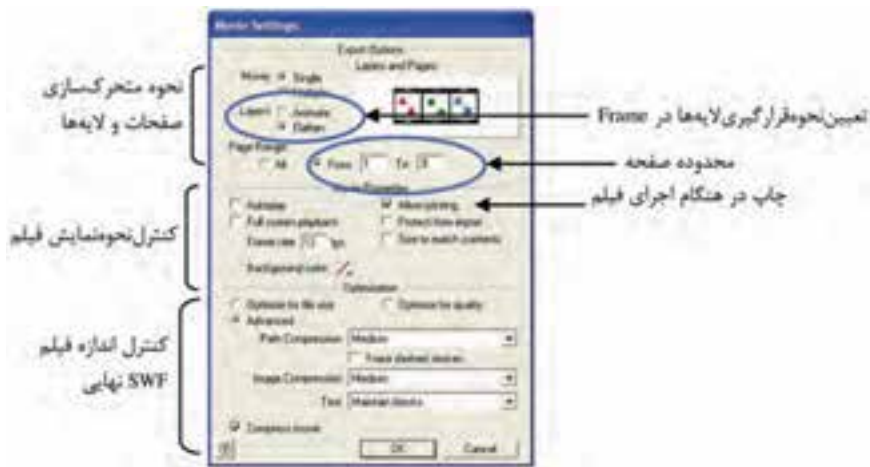 Movie Settings
Export Options
Layers and Pages
Movie: Single
Layers: Animate
Flatten
Page Range
All From: 1 To: 3
Autoplay Allow printing
Full screen playback Protect from import
Frame rate: 12 fps Size to match contents
Background color:
Optimization
Optimize for file size Optimize for quality
Advanced
Path Compression: Medium
Image Compression: Medium
Text:
Compress movie
OK Cancel
نحوه متحرک‌سازی
صفحات و لایه‌ها
کنترل نحوه‌نمایش فیلم
کنترل اندازه فیلم
SWF نهایی
تعیین‌نحوه‌قرارگیری‌لایه‌ها در Frame
محدوده صفحه
چاپ در هنگام اجرای فیلم